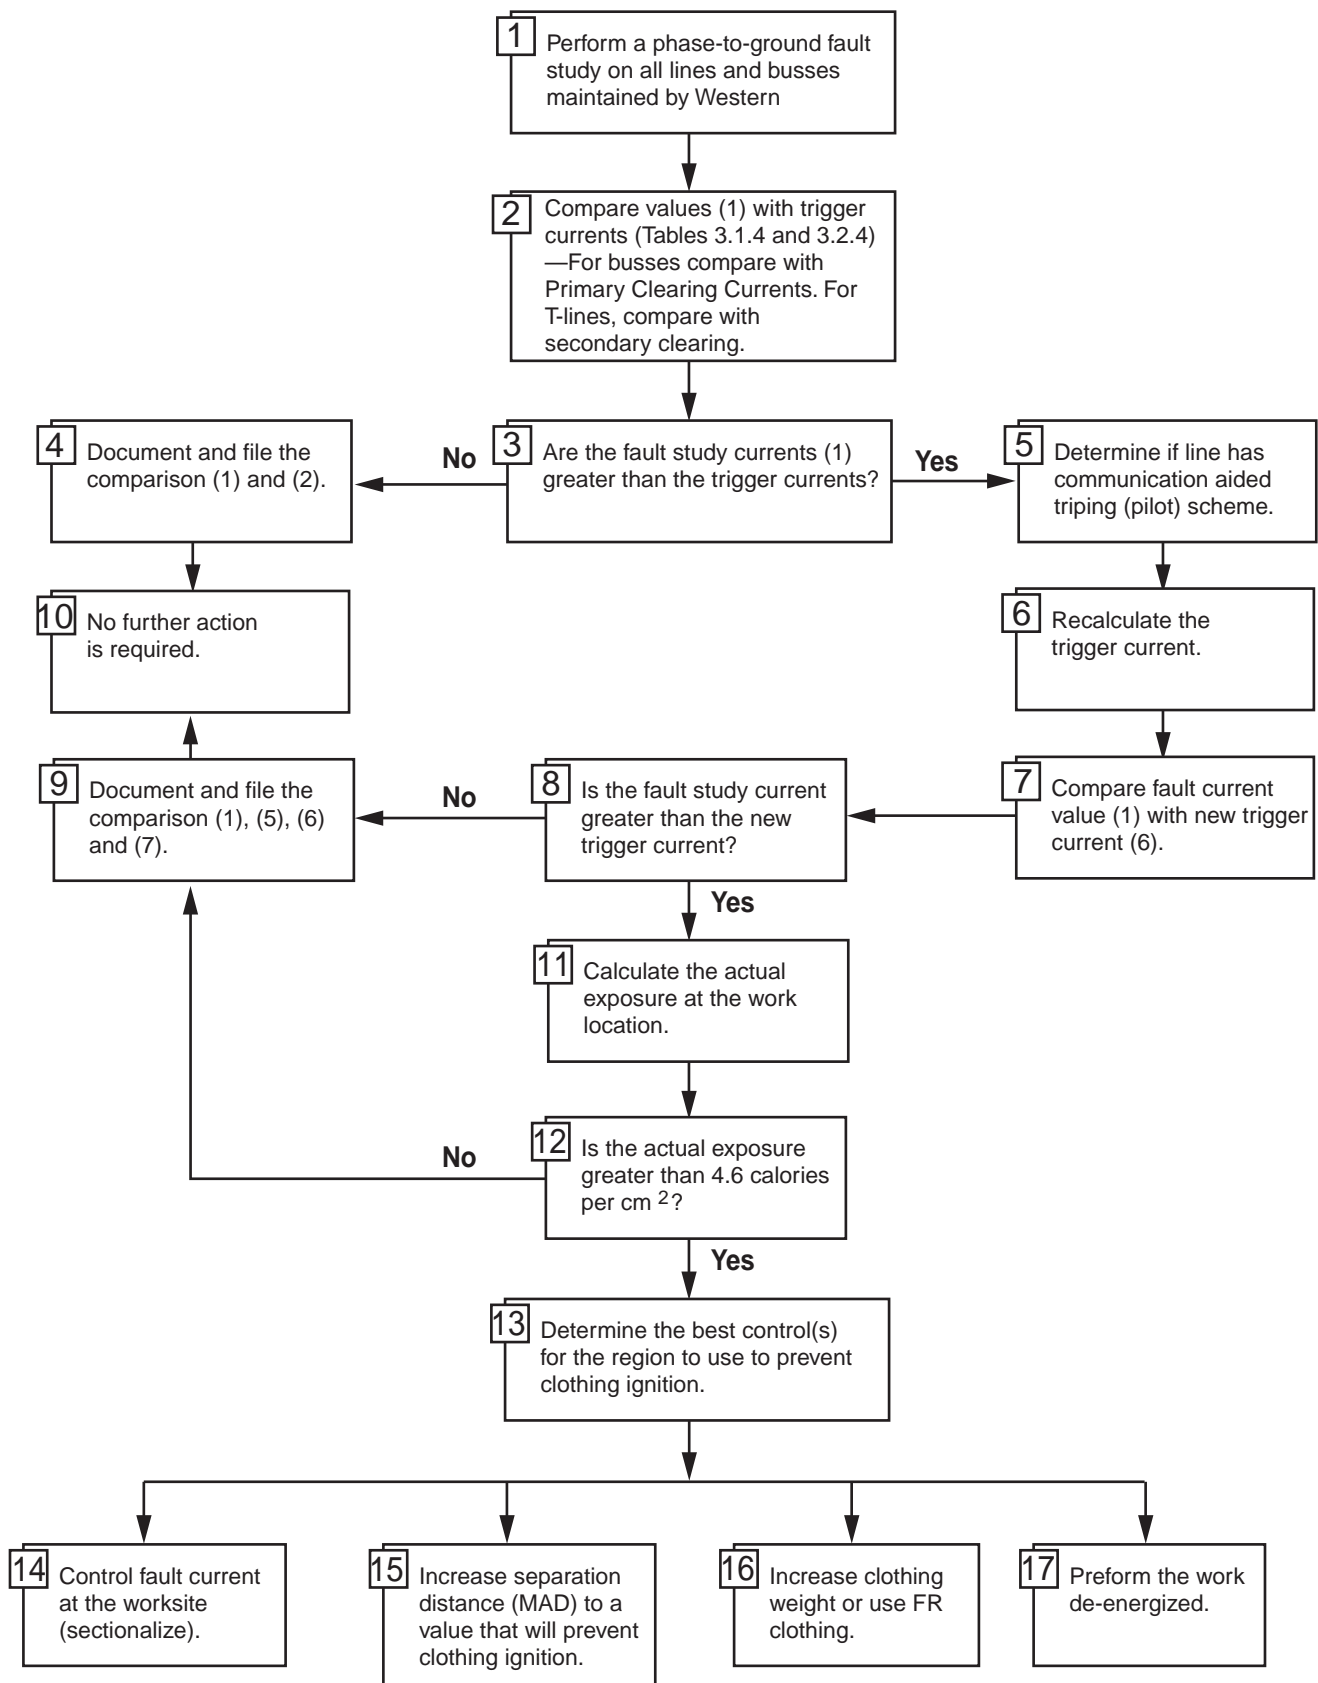 1
Perform a phase-to-ground fault
study on all lines and busses
maintained by Western
2
Compare values (1) with trigger
currents (Tables 3.1.4 and 3.2.4)
—For busses compare with
Primary Clearing Currents. For
T-lines, compare with
secondary clearing.
3
Are the fault study currents (1)
greater than the trigger currents?
No
Yes
4
Document and file the
comparison (1) and (2).
5
Determine if line has
communication aided
triping (pilot) scheme.
10
No further action
is required.
6
Recalculate the
trigger current.
7
Compare fault current
value (1) with new trigger
current (6).
8
Is the fault study current
greater than the new
trigger current?
No
Yes
9
Document and file the
comparison (1), (5), (6)
and (7).
11
Calculate the actual
exposure at the work
location.
12
Is the actual exposure
greater than 4.6 calories
per cm 2?
No
Yes
13
Determine the best control(s)
for the region to use to prevent
clothing ignition.
14
Control fault current
at the worksite
(sectionalize).
15
Increase separation
distance (MAD) to a
value that will prevent
clothing ignition.
16
Increase clothing
weight or use FR
clothing.
17
Preform the work
de-energized.